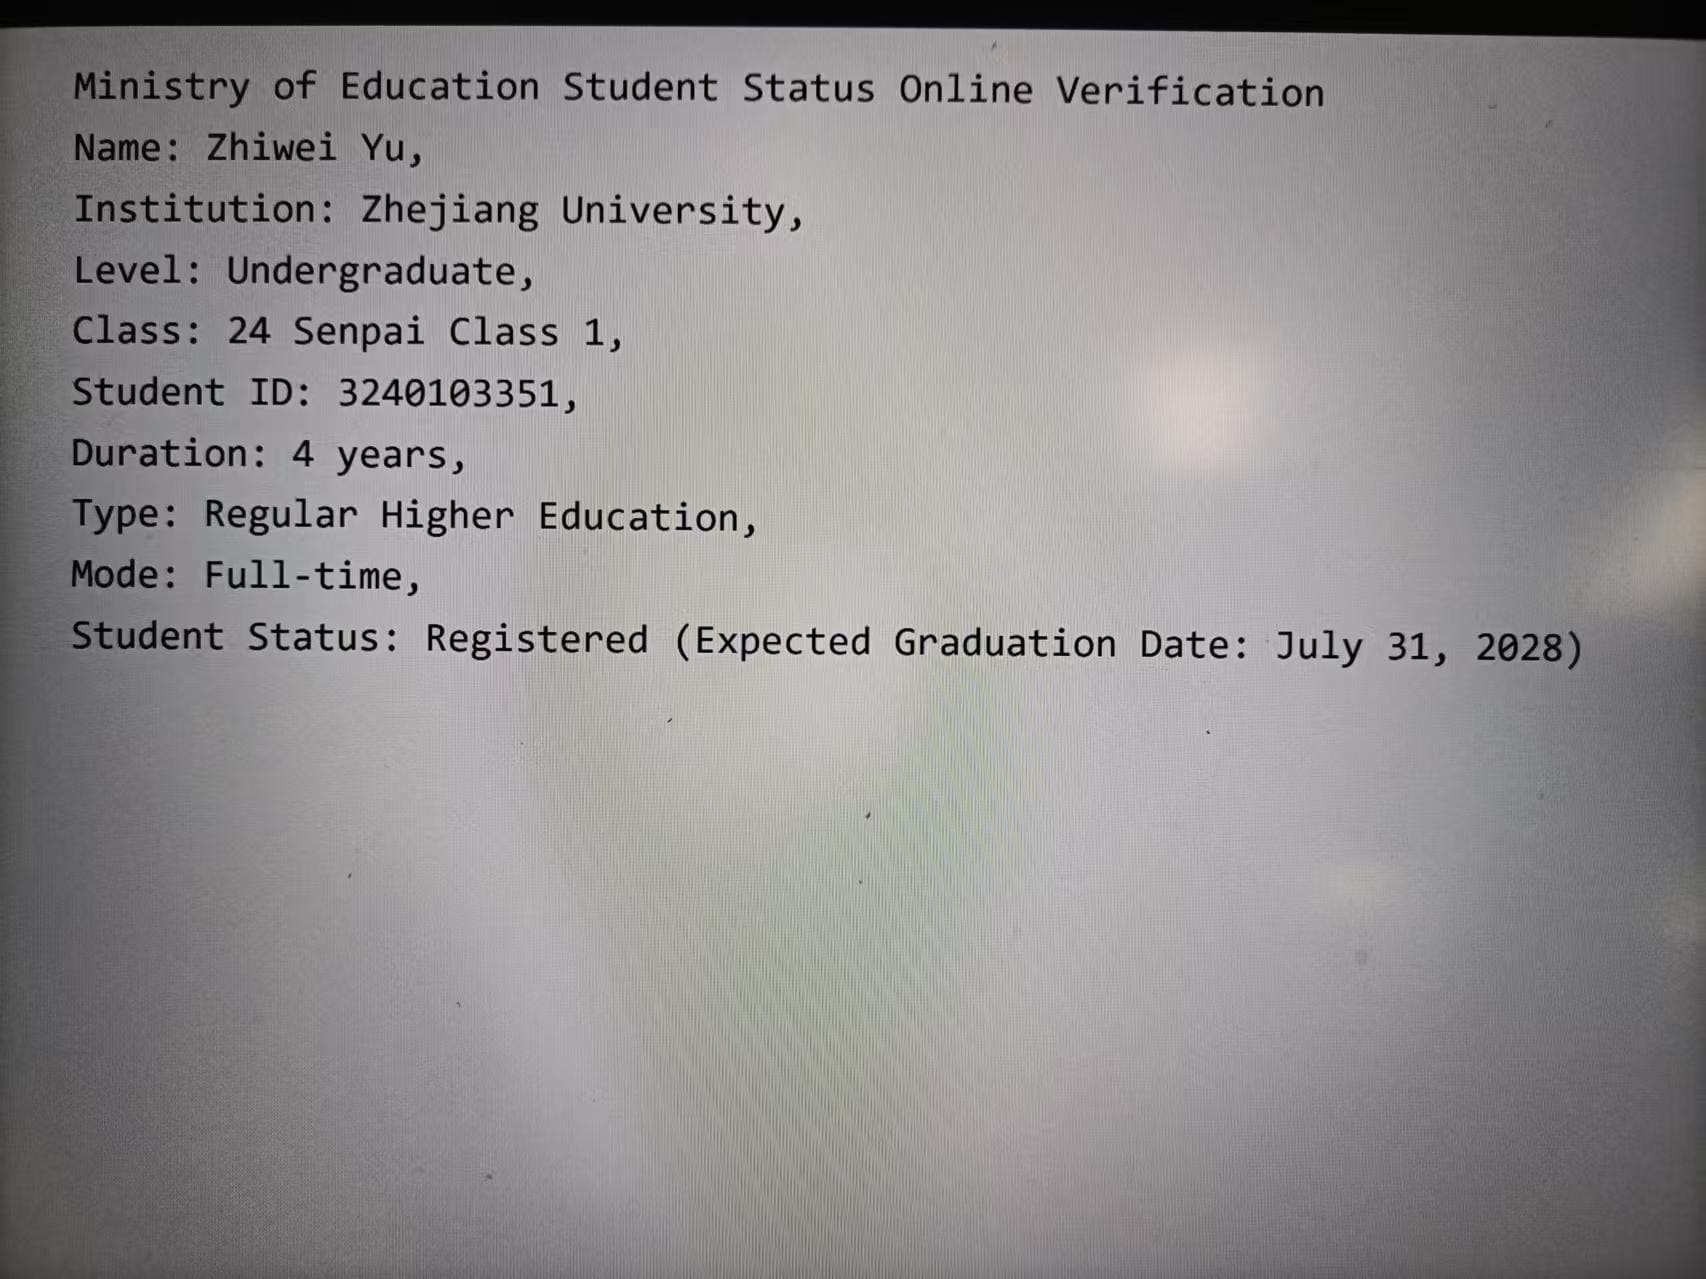 Ministry of Education Student Status Online Verification
Name: Zhiwei Yu,
Institution: Zhejiang University,
Level: Undergraduate,
Class: 24 Senpai Class 1,
Student ID: 3240103351,
Duration: 4 years,
Type: Regular Higher Education,
Mode: Full-time,
Student Status: Registered (Expected Graduation Date: July 31, 2028)